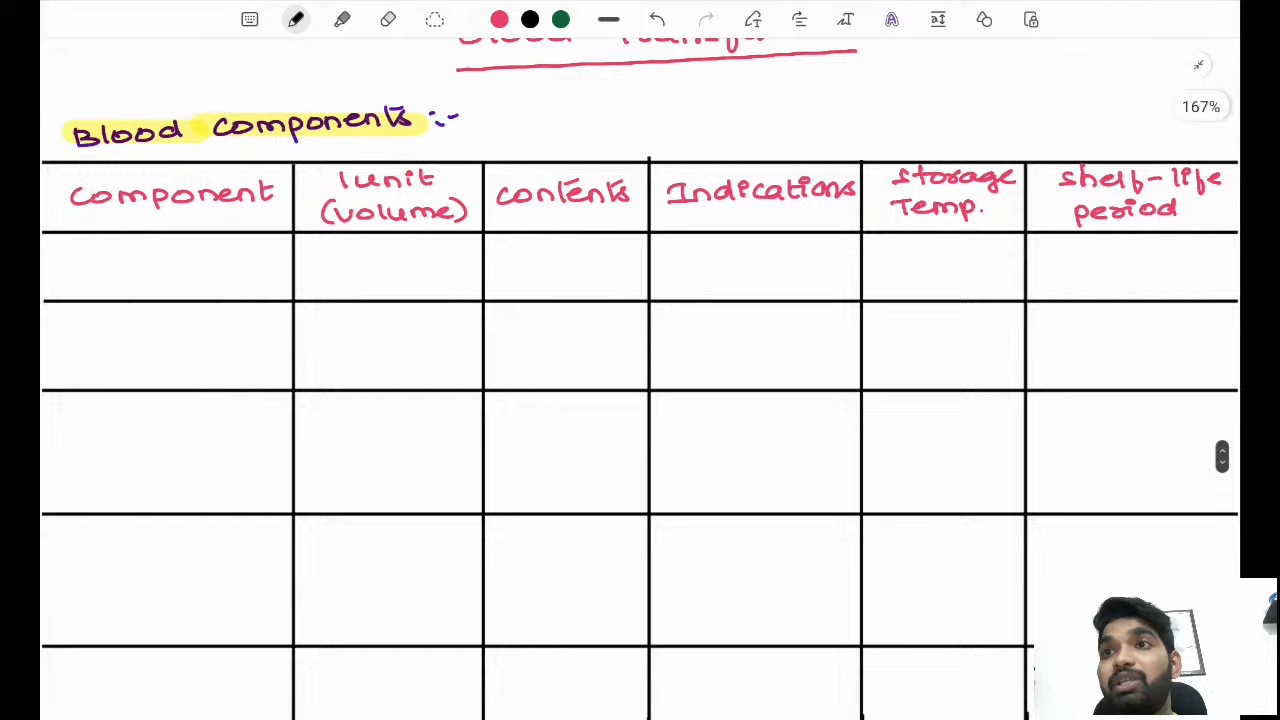 Blood components :-
Component
1unit
(volume)
contents
Indications
storage
Temp.
shelf-life
period
167%